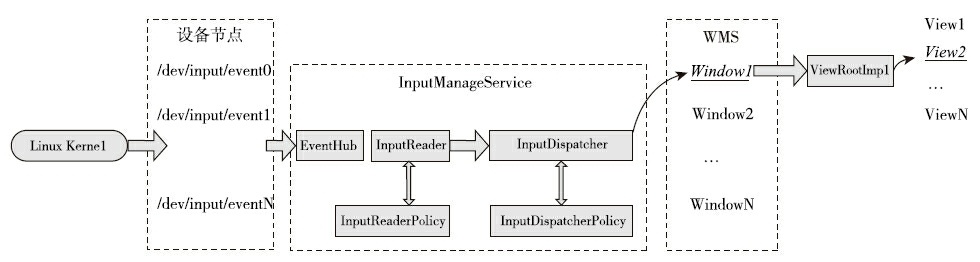 设备节点
/dev/input/event0
/dev/input/event1
/dev/input/eventN
Linux Kernel
InputManageService
EventHub
InputReader
InputDispatcher
InputReaderPolicy
InputDispatcherPolicy
WMS
Window1
Window2
...
WindowN
ViewRootImp1
View1
View2
...
ViewN